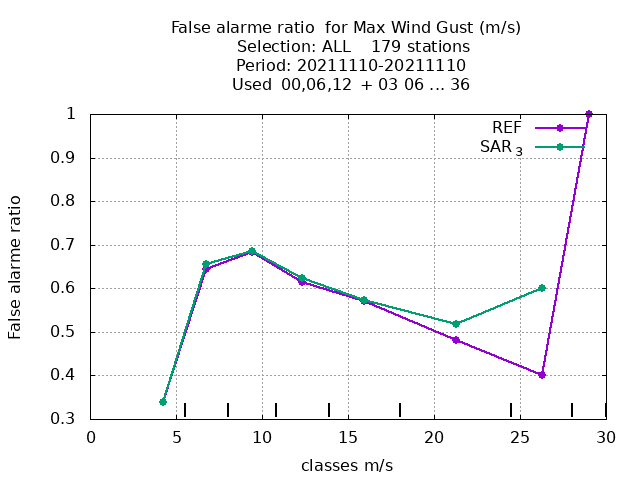 False alarme ratio  for Max Wind Gust (m/s)
Selection: ALL    179 stations
Period: 20211110-20211110
Used  00,06,12  + 03 06 ... 36
REF
SAR 3
1
0.9
0.8
0.7
0.6
0.5
0.4
0.3
False alarme ratio
0 5 10 15 20 25 30
classes m/s